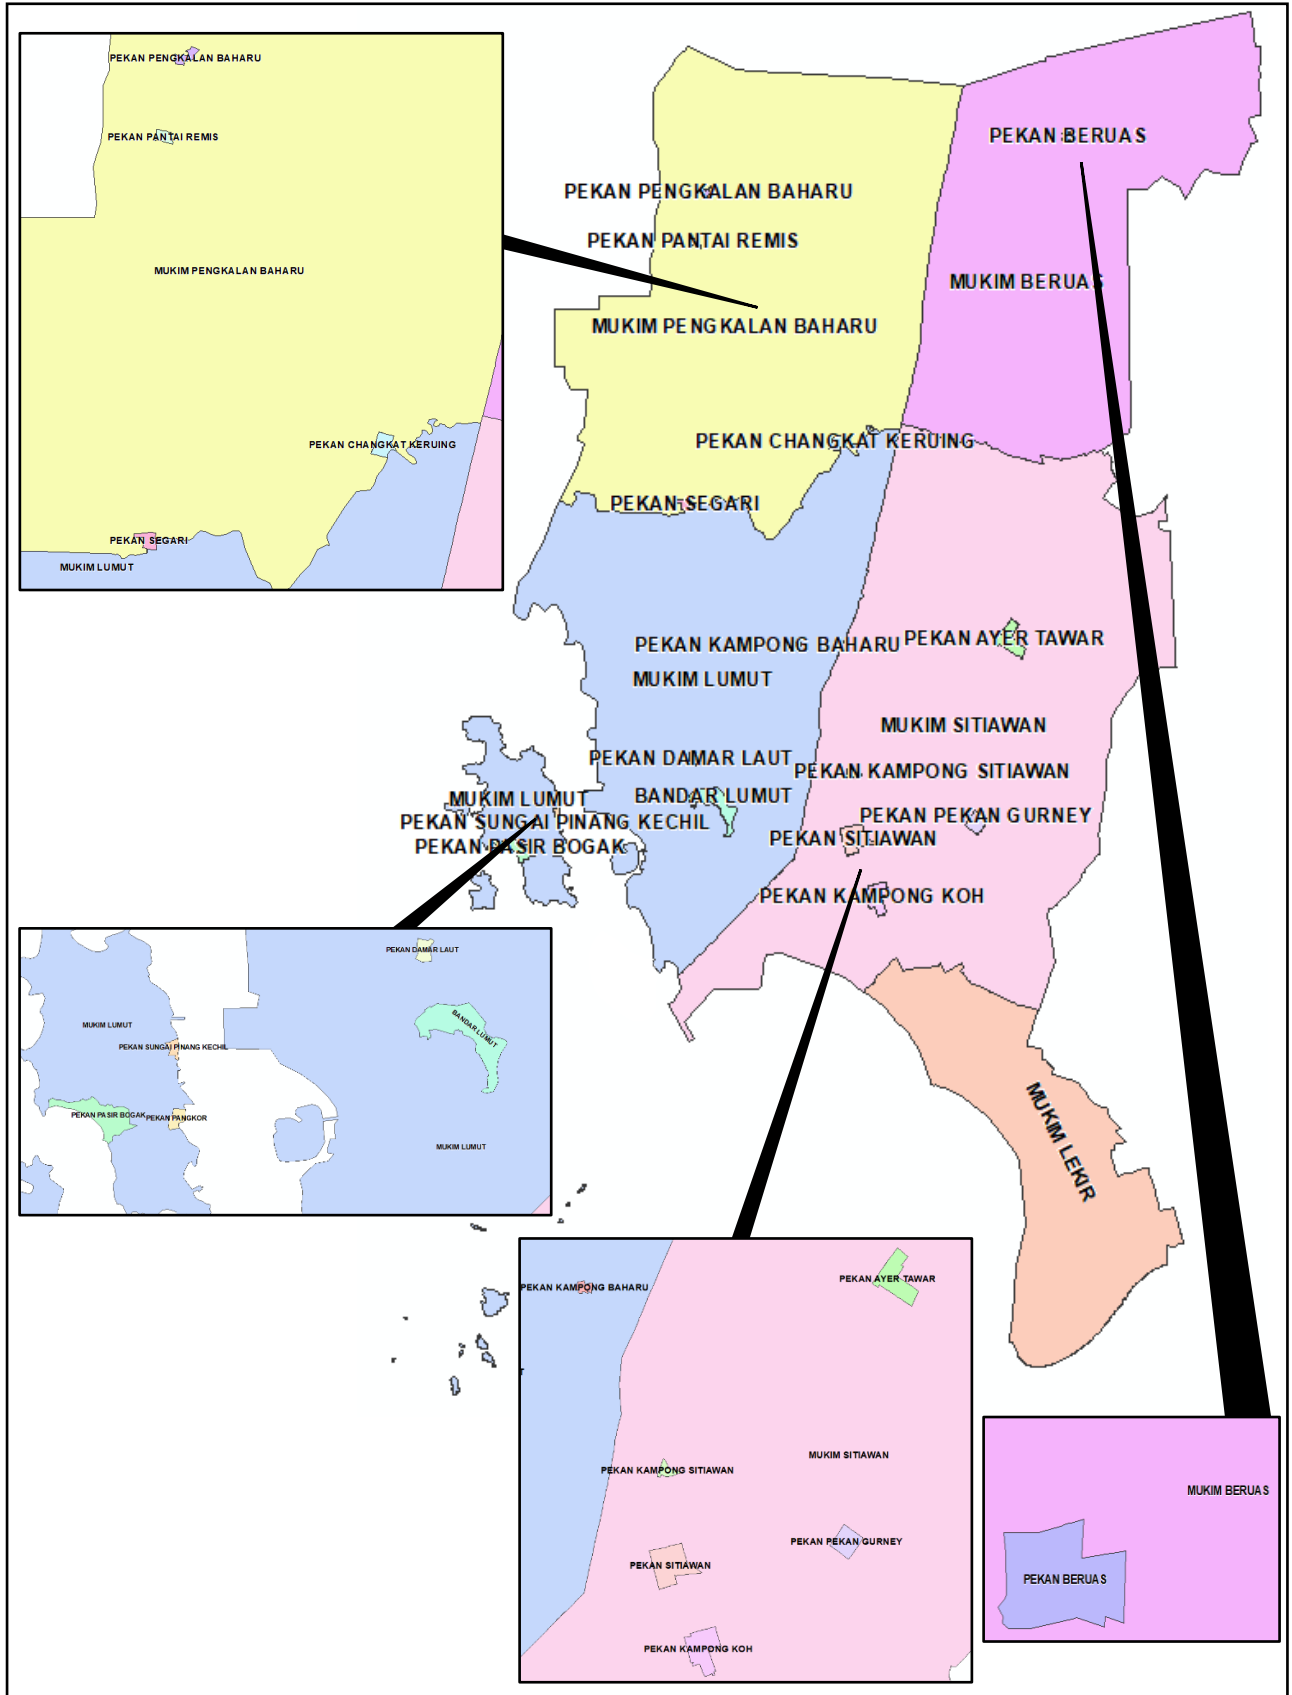 PEKAN PENGKALAN BAHARU
PEKAN PANTAI REMIS
MUKIM PENGKALAN BAHARU
PEKAN CHANGKAT KERUING
PEKAN SEGARI
MUKIM LUMUT
PEKAN BERUAS
PEKAN PENGKALAN BAHARU
PEKAN PANTAI REMIS
MUKIM BERUAS
MUKIM PENGKALAN BAHARU
PEKAN CHANGKAT KERUING
PEKAN SEGARI
PEKAN KAMPONG BAHARU
PEKAN AYER TAWAR
MUKIM LUMUT
MUKIM SITIAWAN
PEKAN DAMAR LAUT
PEKAN KAMPONG SITIAWAN
MUKIM LUMUT
BANDAR LUMUT
PEKAN SUNGAI PINANG KECHIL
PEKAN PEKAN GURNEY
PEKAN PASIR BOGAK
PEKAN SITIAWAN
PEKAN KAMPONG KOH
MUKIM LEKIR
PEKAN DAMAR LAUT
MUKIM LUMUT
BANDAR LUMUT
PEKAN SUNGAI PINANG KECHIL
PEKAN PASIR BOGAK
PEKAN PANGKOR
MUKIM LUMUT
PEKAN AYER TAWAR
PEKAN KAMPONG BAHARU
T
MUKIM SITIAWAN
PEKAN KAMPONG SITIAWAN
PEKAN PEKAN GURNEY
PEKAN SITIAWAN
PEKAN KAMPONG KOH
MUKIM BERUAS
PEKAN BERUAS